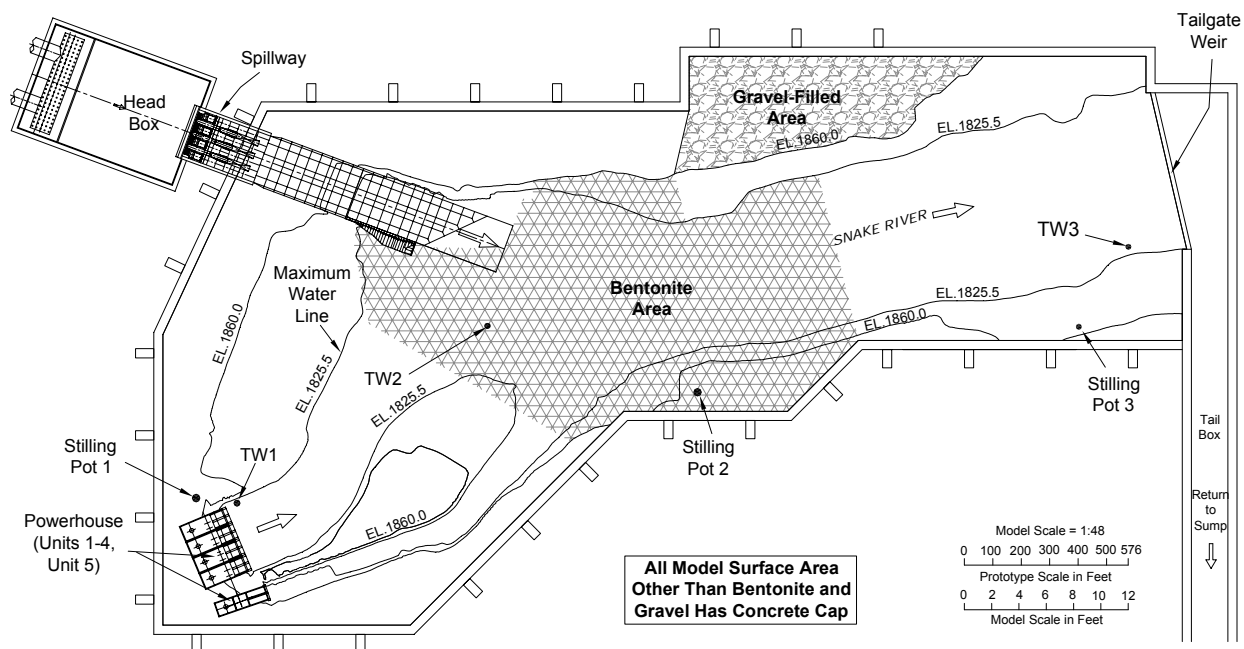 Tailgate
Weir
Spillway
Head
Box
Gravel-Filled
Area
EL.1860.0
EL.1825.5
SNAKE RIVER
TW3
Maximum
Water
Line
EL.1860.0
EL.1825.5
Bentonite
Area
EL.1825.5
EL.1860.0
TW2
EL.1825.5
Stilling
Pot 3
Stilling
Pot 1
TW1
Stilling
Pot 2
Tail
Box
Powerhouse
(Units 1-4,
Unit 5)
EL.1860.0
Return
to
Sump
All Model Surface Area
Other Than Bentonite and
Gravel Has Concrete Cap
Model Scale = 1:48
0 100 200 300 400 500 576
Prototype Scale in Feet
0 2 4 6 8 10 12
Model Scale in Feet